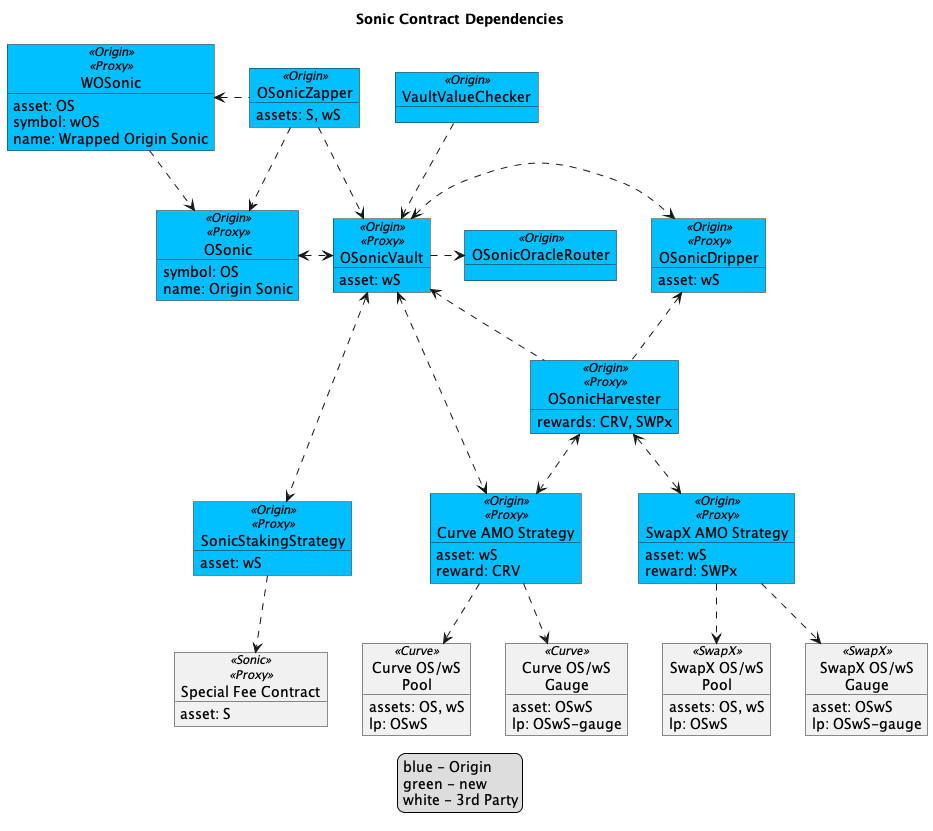 Sonic Contract Dependencies
«Origin»
«Proxy»
WOSonic
asset: OS
symbol: wOS
name: Wrapped Origin Sonic
«Origin»
OSonicZapper
assets: S, wS
«Origin»
VaultValueChecker
«Origin»
«Proxy»
OSonic
symbol: OS
name: Origin Sonic
«Origin»
«Proxy»
OSonicVault
asset: wS
«Origin»
OSonicOracleRouter
«Origin»
«Proxy»
OSonicDripper
asset: wS
«Origin»
«Proxy»
OSonicHarvester
rewards: CRV, SWPx
«Origin»
«Proxy»
SonicStakingStrategy
asset: wS
«Origin»
«Proxy»
Curve AMO Strategy
asset: wS
reward: CRV
«Origin»
«Proxy»
SwapX AMO Strategy
asset: wS
reward: SWPx
«Sonic»
«Proxy»
Special Fee Contract
asset: S
«Curve»
Curve OS/wS
Pool
assets: OS, wS
lp: OSwS
«Curve»
Curve OS/wS
Gauge
asset: OSwS
lp: OSwS-gauge
«SwapX»
SwapX OS/wS
Pool
assets: OS, wS
lp: OSwS
«SwapX»
SwapX OS/wS
Gauge
asset: OSwS
lp: OSwS-gauge
blue - Origin
green - new
white - 3rd Party